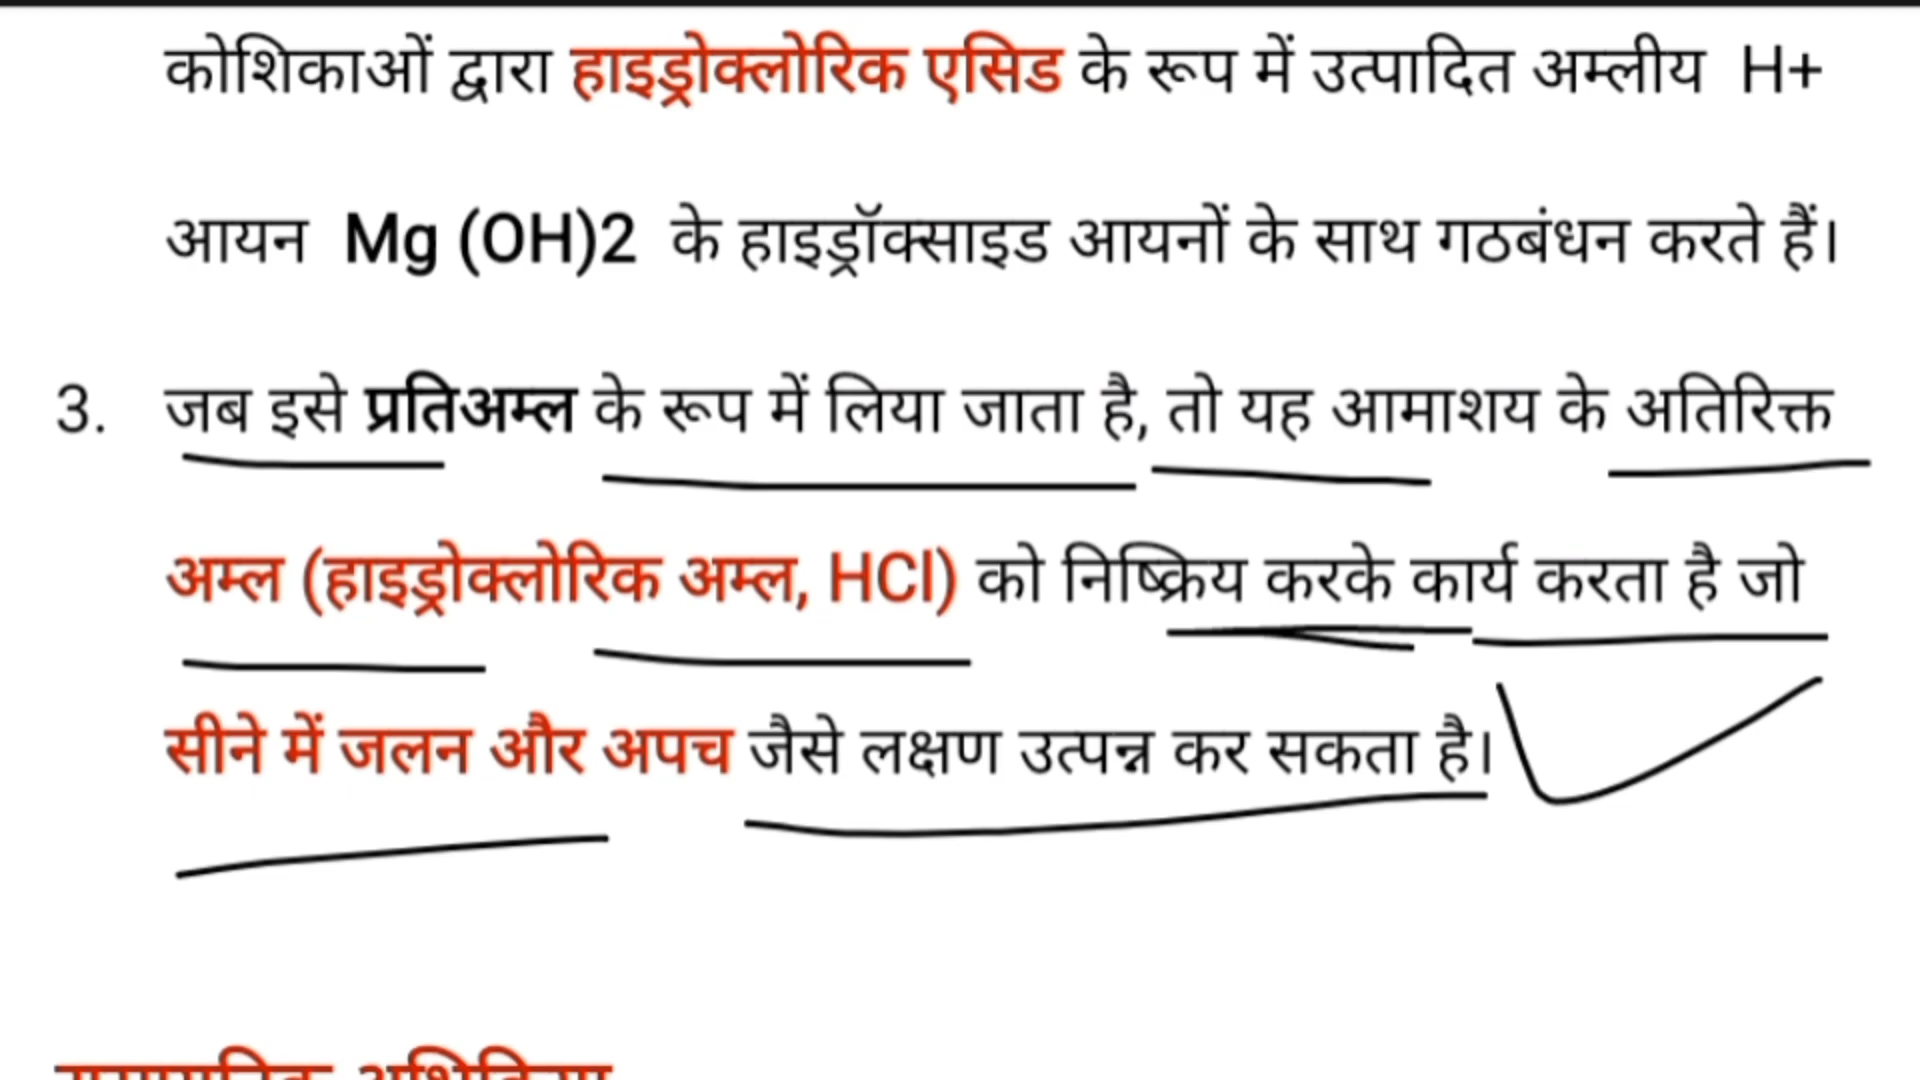 कोशिकाओं द्वारा हाइड्रोक्लोरिक एसिड के रूप में उत्पादित अम्लीय H+
आयन Mg (OH)2 के हाइड्रॉक्साइड आयनों के साथ गठबंधन करते हैं।
3. जब इसे प्रतिअम्ल के रूप में लिया जाता है, तो यह आमाशय के अतिरिक्त
अम्ल (हाइड्रोक्लोरिक अम्ल, HCl) को निष्क्रिय करके कार्य करता है जो
सीने में जलन और अपच जैसे लक्षण उत्पन्न कर सकता है।